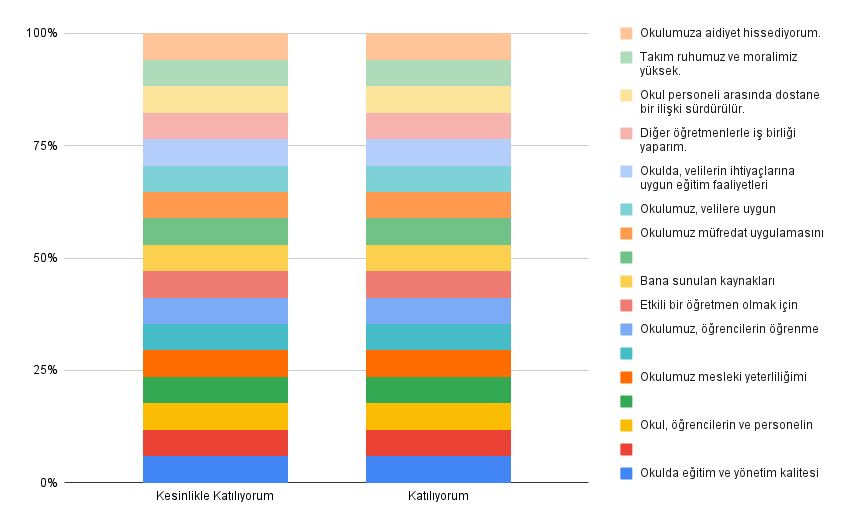 100%
75%
50%
25%
0%
Kesinlikle Katılıyorum
Katılıyorum
Okulumuza aidiyet hissediyorum.
Takım ruhumuz ve moralimiz
yüksek.
Okul personeli arasında dostane
bir ilişki sürdürülür.
Diğer öğretmenlerle iş birliği
yaparım.
Okulda, velilerin ihtiyaçlarına
uygun eğitim faaliyetleri
Okulumuz, velilere uygun
Okulumuz müfredat uygulamasını
Bana sunulan kaynakları
Etkili bir öğretmen olmak için
Okulumuz, öğrencilerin öğrenme
Okulumuz mesleki yeterliliğimi
Okul, öğrencilerin ve personelin
Okulda eğitim ve yönetim kalitesi